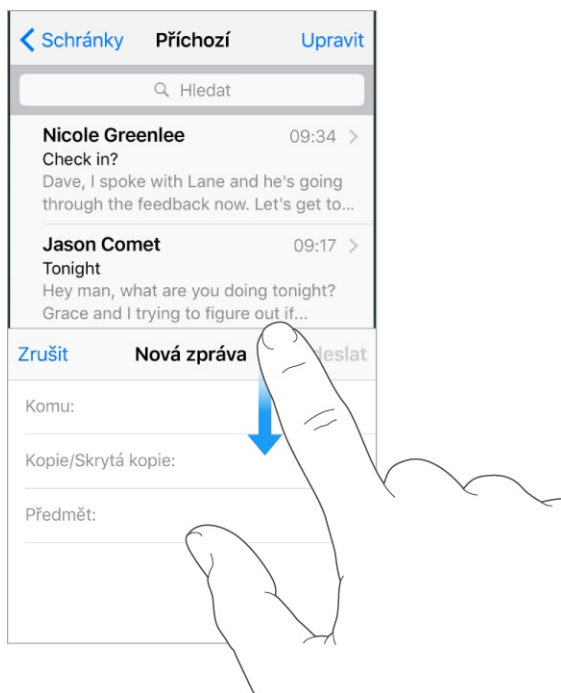 Schránky Příchozí Upravit
Hledat
Nicole Greenlee 09:34
Check in?
Dave, I spoke with Lane and he's going
through the feedback now. Let's get to...
Jason Comet 09:17
Tonight
Hey man, what are you doing tonight?
Grace and I trying to figure out if...
Zrušit Nová zpráva
Komu:
Kopie/Skrytá kopie:
Předmět: